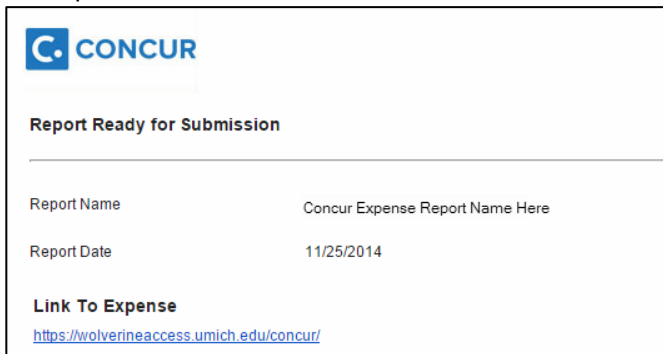 C. CONCUR
Report Ready for Submission
Report Name Concur Expense Report Name Here
Report Date 11/25/2014
Link To Expense
https://wolverineaccess.umich.edu/concur/